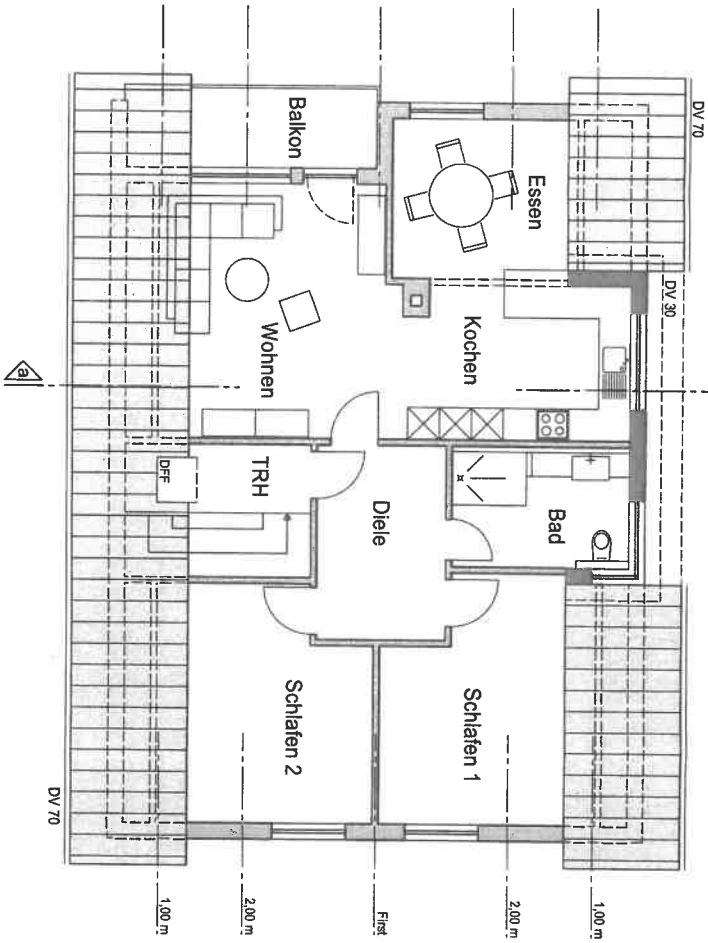 DV 70
DV 30
Balkon
Essen
Kochen
Wohnen
Bad
Diele
TRH
DFF
Schlafen 1
Schlafen 2
a
DV 70
1,00 m
2,00 m
First
2,00 m
1,00 m